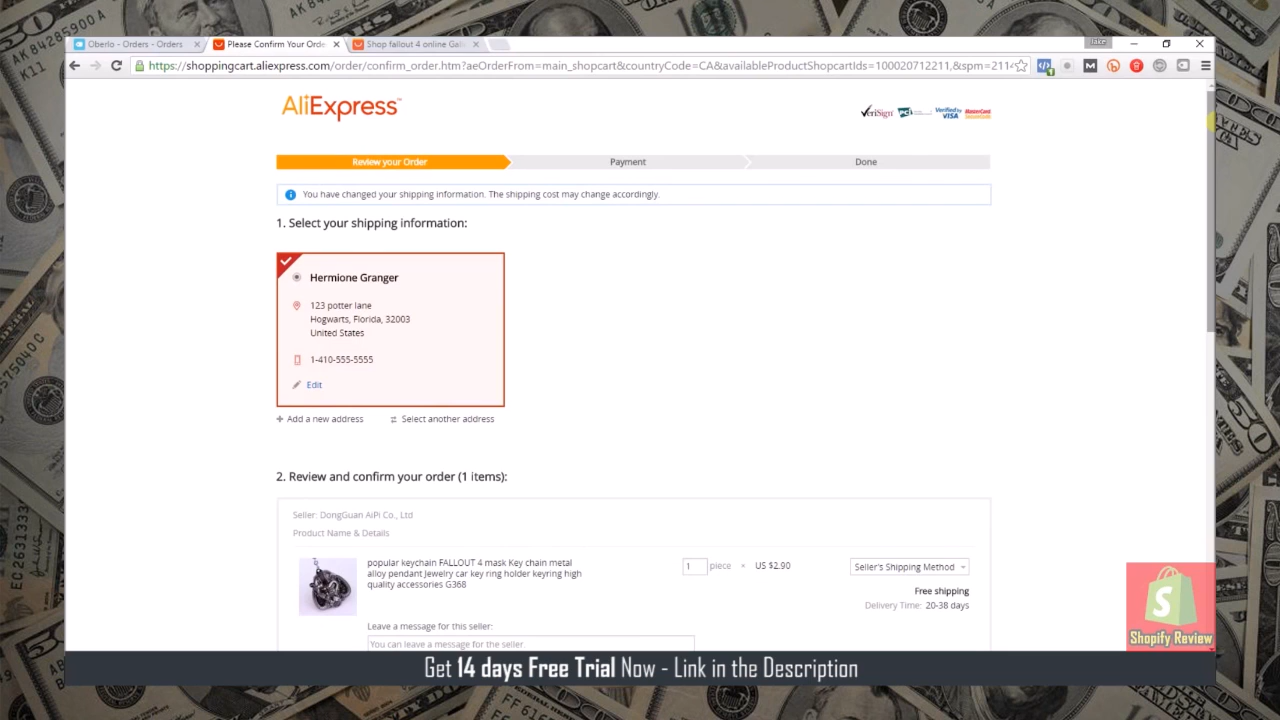 Oberlo - Orders - Orders
Please Confirm Your Orde
Shop fallout 4 online Gal
Jake
https://shoppingcart.aliexpress.com/order/confirm_order.htm?aeOrderFrom=main_shopcart&countryCode=CA&availableProductShopcartIds=100020712211,&spm=2114
AliExpress
VeriSign
Verified by VISA
MasterCard
Review your Order
Payment
Done
You have changed your shipping information. The shipping cost may change accordingly.
1. Select your shipping information:
Hermione Granger
123 potter lane
Hogwarts, Florida, 32003
United States
1-410-555-5555
Edit
+ Add a new address
Select another address
2. Review and confirm your order (1 items):
Seller: DongGuan AiPi Co., Ltd
Product Name & Details
popular keychain FALLOUT 4 mask Key chain metal
alloy pendant Jewelry car key ring holder keyring high
quality accessories G368
1 piece × US $2.90
Seller's Shipping Method
Free shipping
Delivery Time: 20-38 days
Leave a message for this seller:
You can leave a message for the seller.
Shopify Review
Get 14 days Free Trial Now - Link in the Description